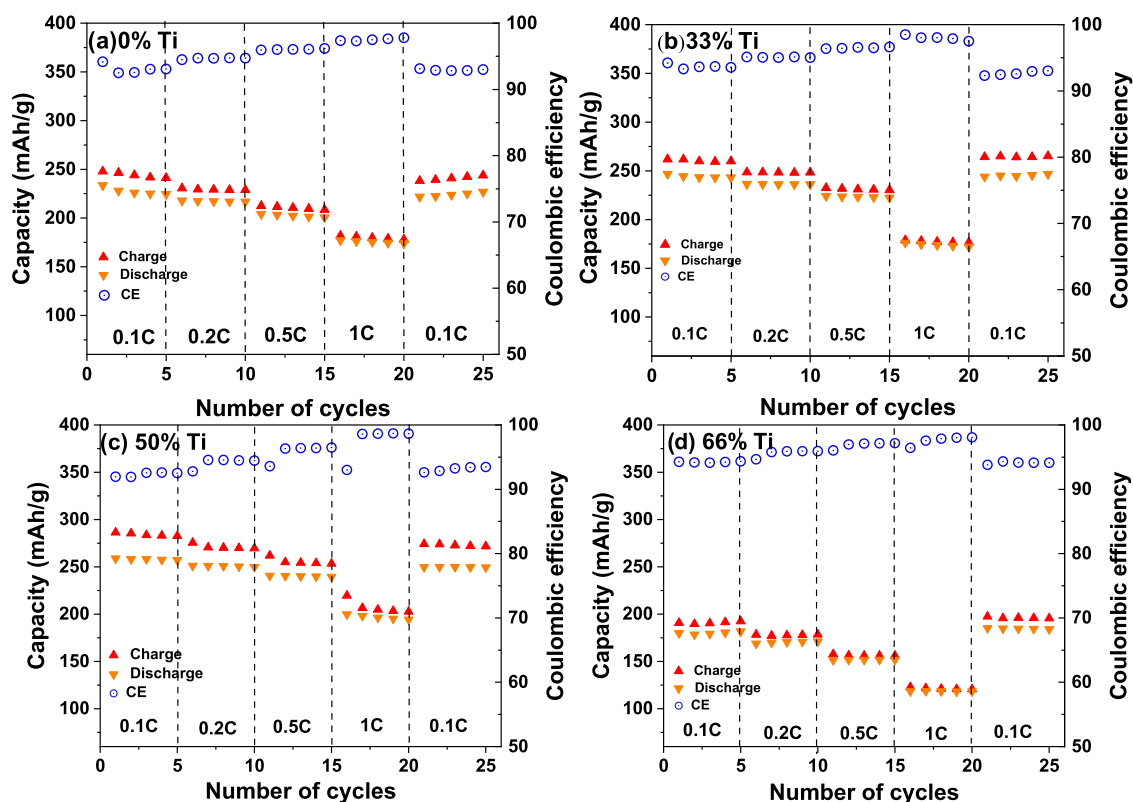 (a)0% Ti
400
350
300
250
200
150
100
100
90
80
70
60
50
Capacity (mAh/g)
Coulombic efficiency
Charge
Discharge
CE
0.1C 0.2C 0.5C 1C 0.1C
0 5 10 15 20 25
Number of cycles
(b)33% Ti
400
350
300
250
200
150
100
100
90
80
70
60
50
Capacity (mAh/g)
Coulombic efficiency
Charge
Discharge
CE
0.1C 0.2C 0.5C 1C 0.1C
0 5 10 15 20 25
Number of cycles
(c) 50% Ti
400
350
300
250
200
150
100
100
90
80
70
60
50
Capacity (mAh/g)
Coulombic efficiency
Charge
Discharge
CE
0.1C 0.2C 0.5C 1C 0.1C
0 5 10 15 20 25
Number of cycles
(d) 66% Ti
400
350
300
250
200
150
100
100
90
80
70
60
50
Capacity (mAh/g)
Coulombic efficiency
Charge
Discharge
CE
0.1C 0.2C 0.5C 1C 0.1C
0 5 10 15 20 25
Number of cycles